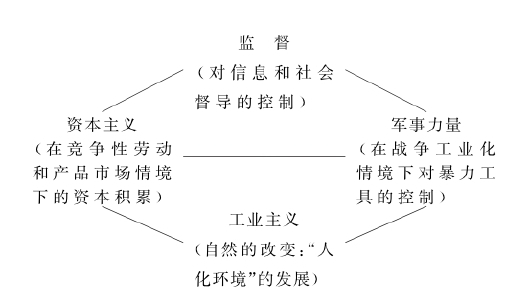 监 督
(对信息和社会
督导的控制)
资本主义
(在竞争性劳动
和产品市场情境
下的资本积累)
军事力量
(在战争工业化
情境下对暴力工
具的控制)
工业主义
(自然的改变:“人
化环境”的发展)